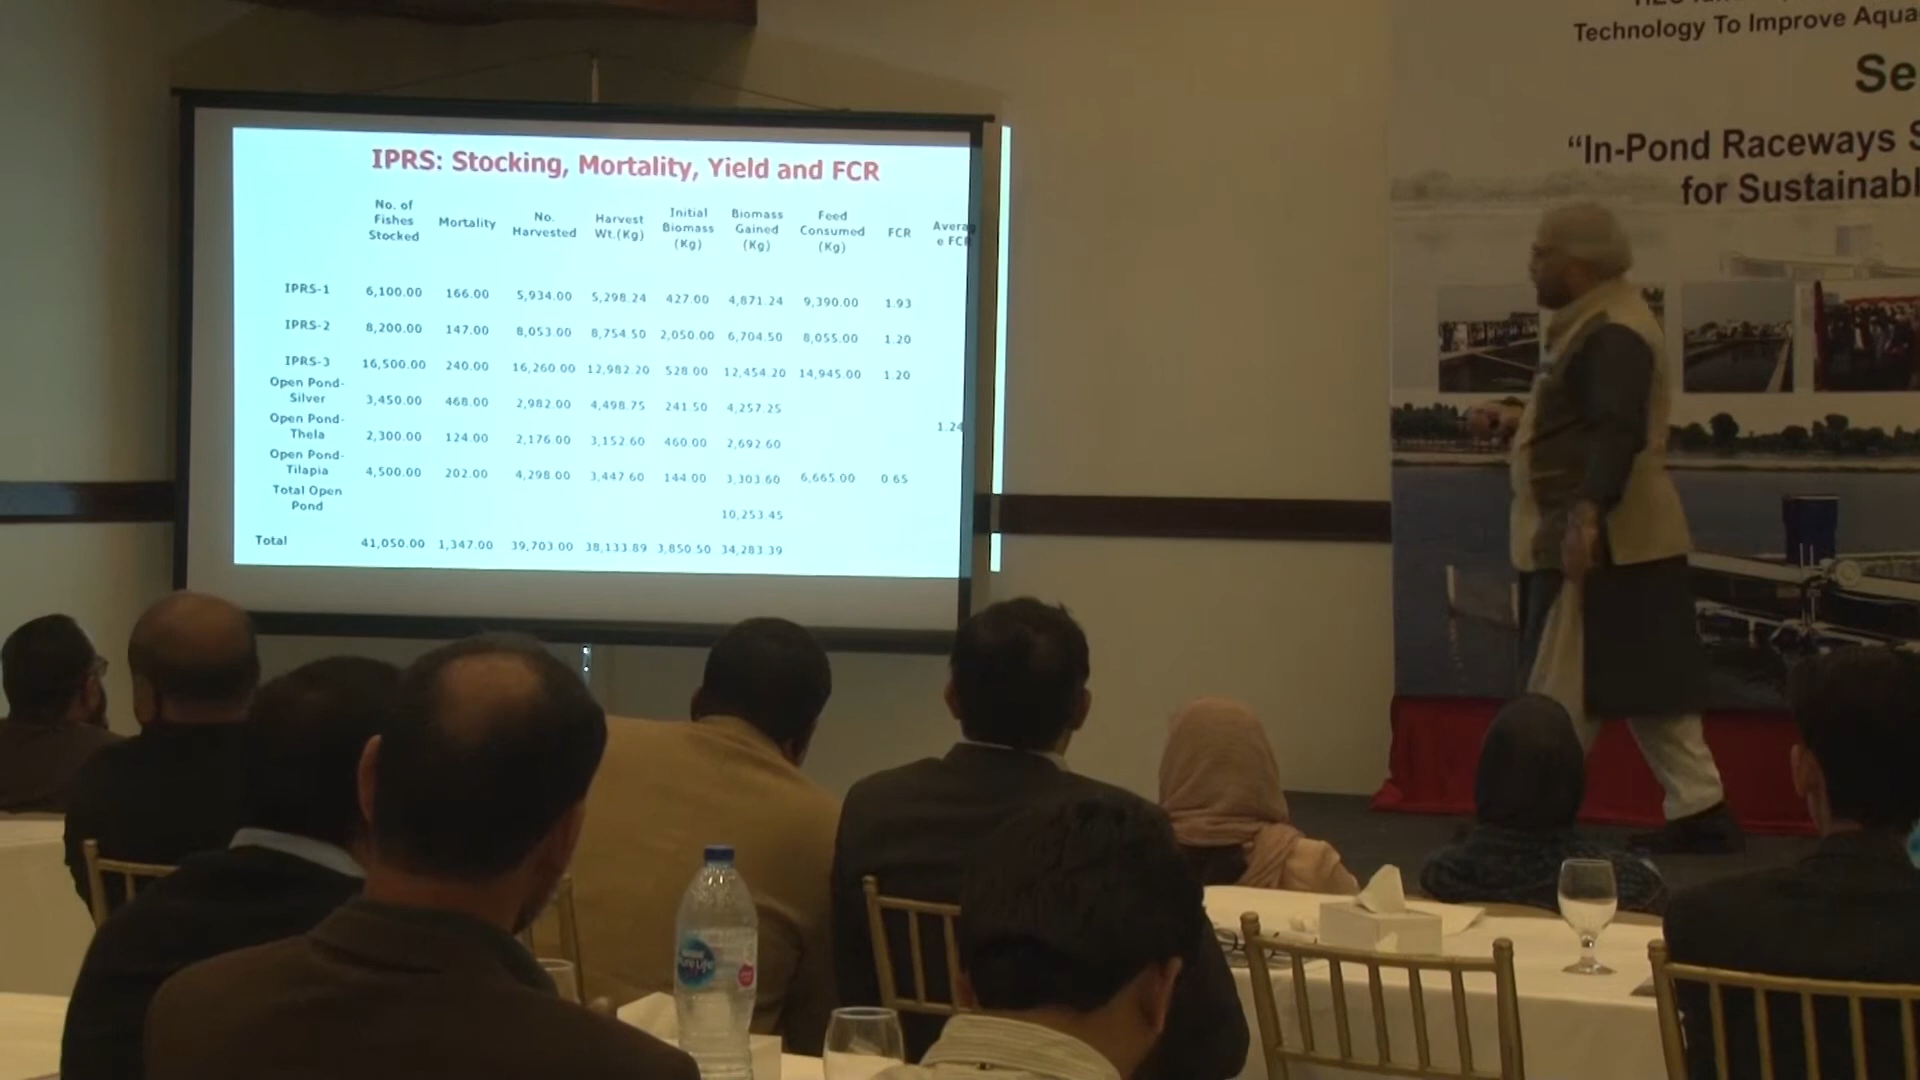 IPRS: Stocking, Mortality, Yield and FCR
No. of Fishes Stocked Mortality No. Harvested Harvest Wt.(Kg) Initial Biomass (Kg) Biomass Gained (Kg) Feed Consumed (Kg) FCR Averag e FCR
IPRS-1 6,100.00 166.00 5,934.00 5,298.24 427.00 4,871.24 9,390.00 1.93
IPRS-2 8,200.00 147.00 8,053.00 8,754.50 2,050.00 6,704.50 8,055.00 1.20
IPRS-3 16,500.00 240.00 16,260.00 12,982.20 528.00 12,454.20 14,945.00 1.20
Open Pond-Silver 3,450.00 468.00 2,982.00 4,498.75 241.50 4,257.25
Open Pond-Thela 2,300.00 124.00 2,176.00 3,152.60 460.00 2,692.60 1.24
Open Pond-Tilapia 4,500.00 202.00 4,298.00 3,447.60 144.00 3,303.60 6,665.00 0.65
Total Open Pond 10,253.45
Total 41,050.00 1,347.00 39,703.00 38,133.89 3,850.50 34,283.39
Technology To Improve Aqua
Se
“In-Pond Raceways S
for Sustainabl
Pure Life